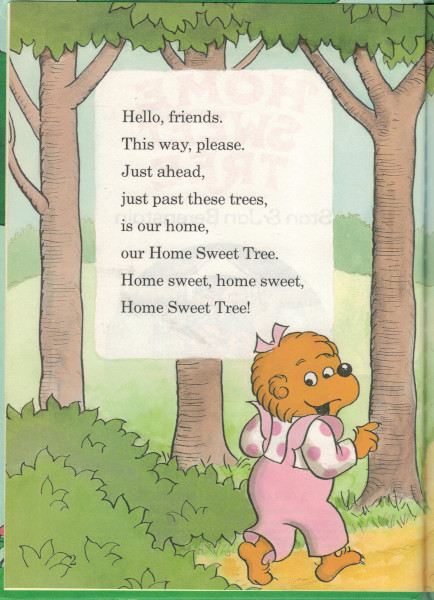 Hello, friends.
This way, please.
Just ahead,
just past these trees,
is our home,
our Home Sweet Tree.
Home sweet, home sweet,
Home Sweet Tree!
2